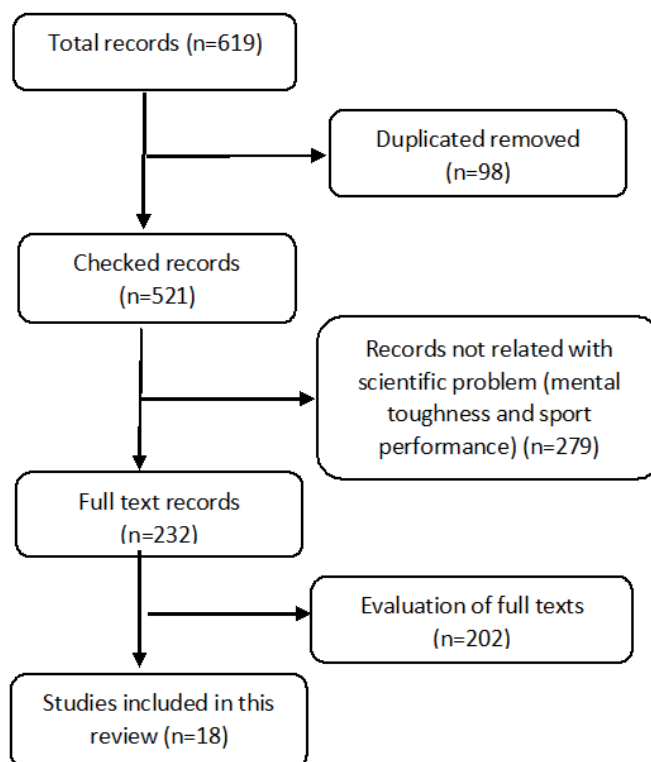 Total records (n=619)
Duplicated removed
(n=98)
Checked records
(n=521)
Records not related with
scientific problem (mental
toughness and sport
performance) (n=279)
Full text records
(n=232)
Evaluation of full texts
(n=202)
Studies included in this
review (n=18)